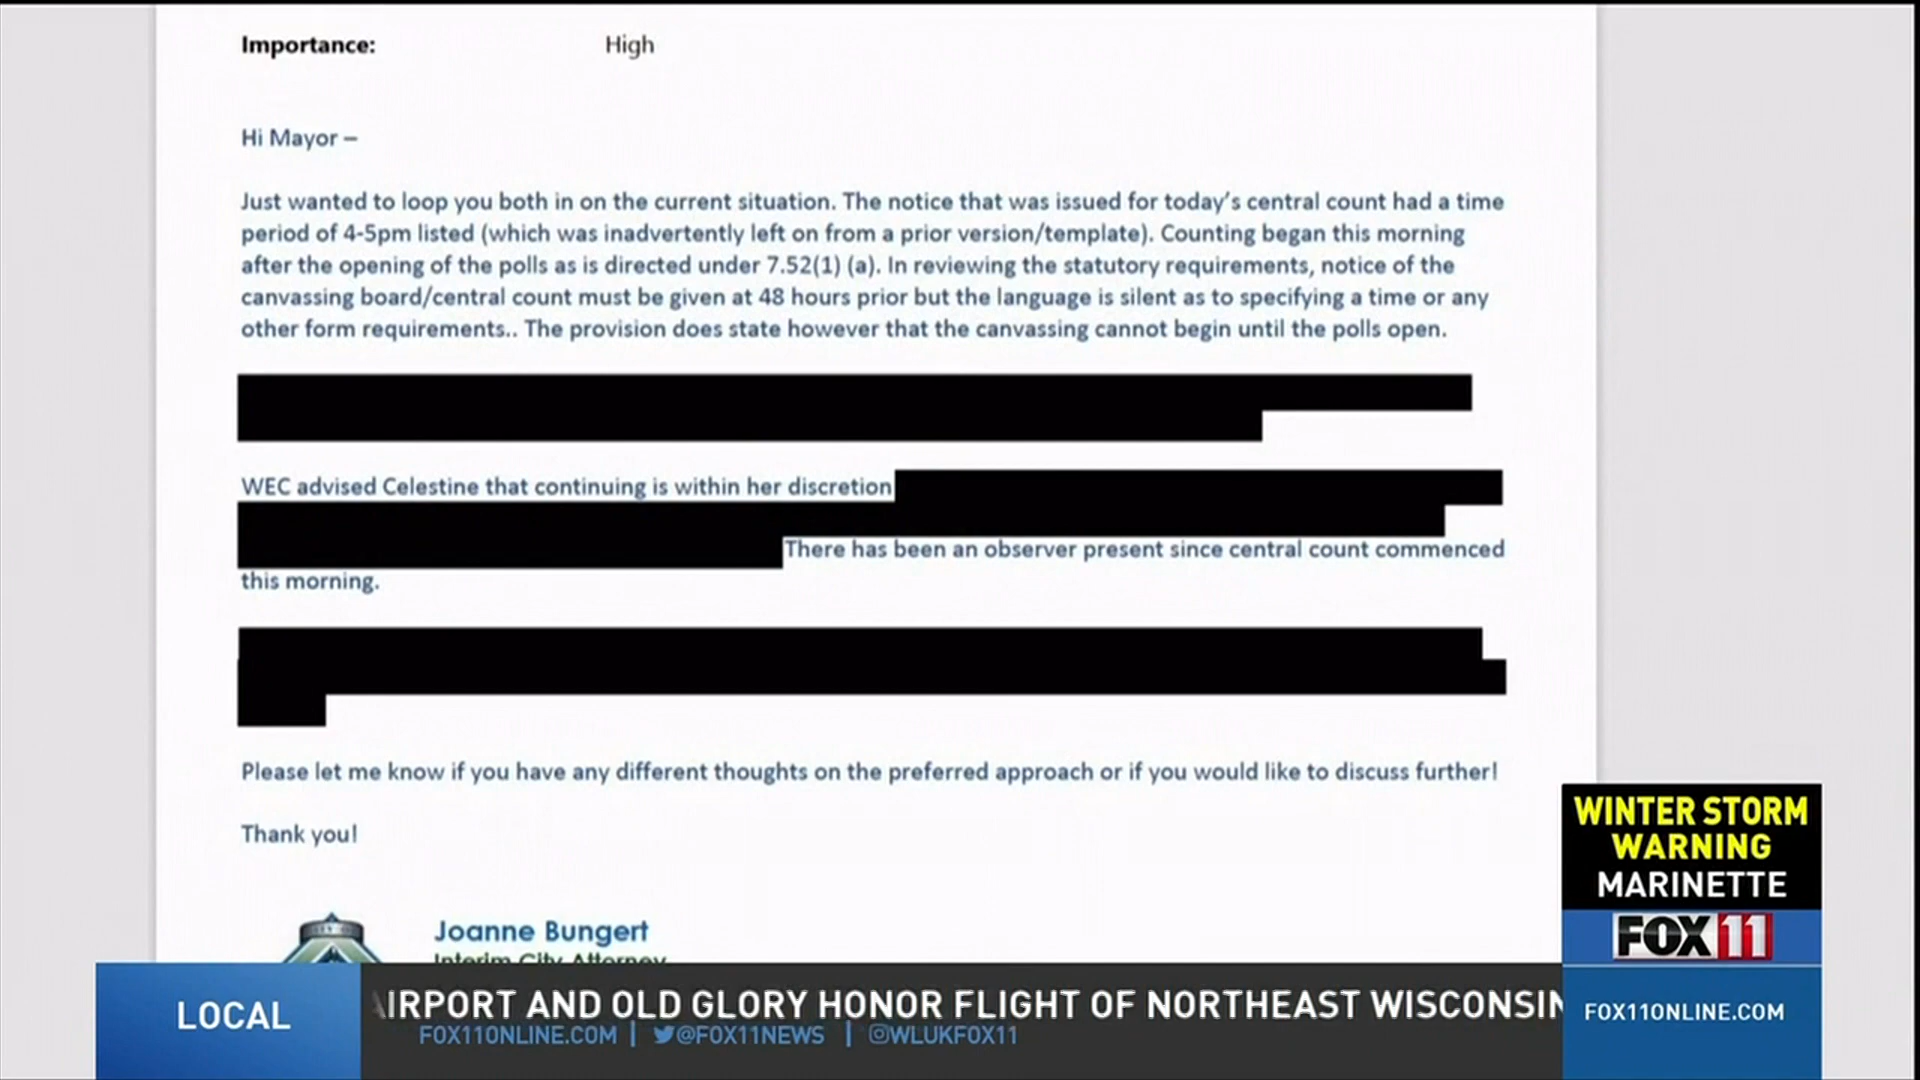 Importance: High
Hi Mayor –
Just wanted to loop you both in on the current situation. The notice that was issued for today's central count had a time
period of 4-5pm listed (which was inadvertently left on from a prior version/template). Counting began this morning
after the opening of the polls as is directed under 7.52(1) (a). In reviewing the statutory requirements, notice of the
canvassing board/central count must be given at 48 hours prior but the language is silent as to specifying a time or any
other form requirements.. The provision does state however that the canvassing cannot begin until the polls open.
WEC advised Celestine that continuing is within her discretion
There has been an observer present since central count commenced
this morning.
Please let me know if you have any different thoughts on the preferred approach or if you would like to discuss further!
Thank you!
Joanne Bungert
Interim City Attorney
WINTER STORM
WARNING
MARINETTE
FOX 11
LOCAL
AIRPORT AND OLD GLORY HONOR FLIGHT OF NORTHEAST WISCONSIN
FOX11ONLINE.COM | @FOX11NEWS | @WLUKFOX11
FOX11ONLINE.COM